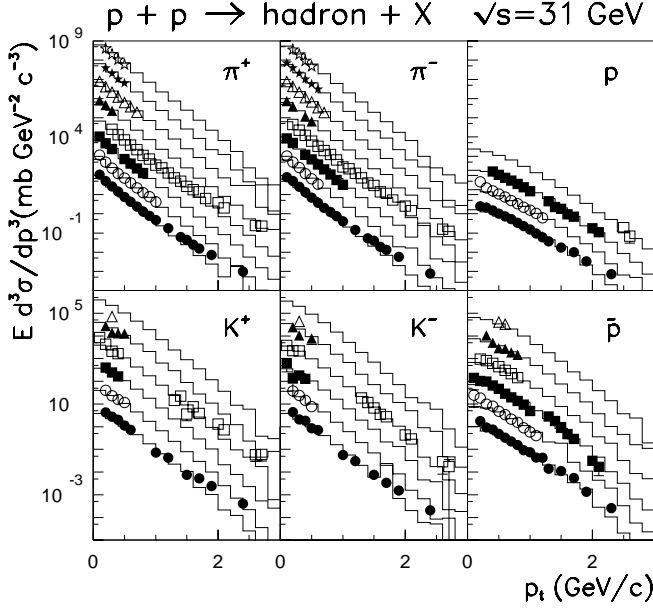 p + p → hadron + X √s=31 GeV
E d³σ/dp³(mb GeV⁻² c⁻³)
10⁹
10⁴
10⁻¹
π⁺ π⁻ p
10⁵
10
10⁻³
K⁺ K⁻ p̄
0 2 0 2 0 2
pₜ (GeV/c)